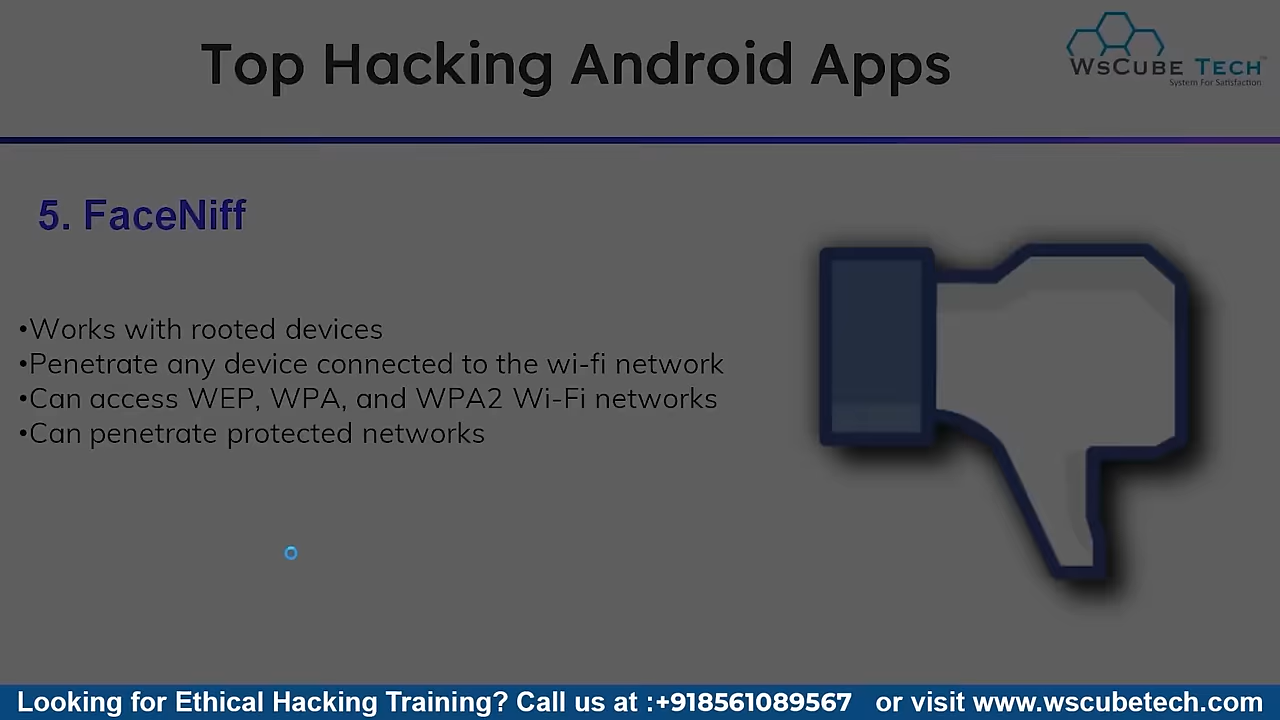 Top Hacking Android Apps
WsCube Tech
System For Satisfaction
5. FaceNiff
•Works with rooted devices
•Penetrate any device connected to the wi-fi network
•Can access WEP, WPA, and WPA2 Wi-Fi networks
•Can penetrate protected networks
Looking for Ethical Hacking Training? Call us at :+918561089567 or visit www.wscubetech.com